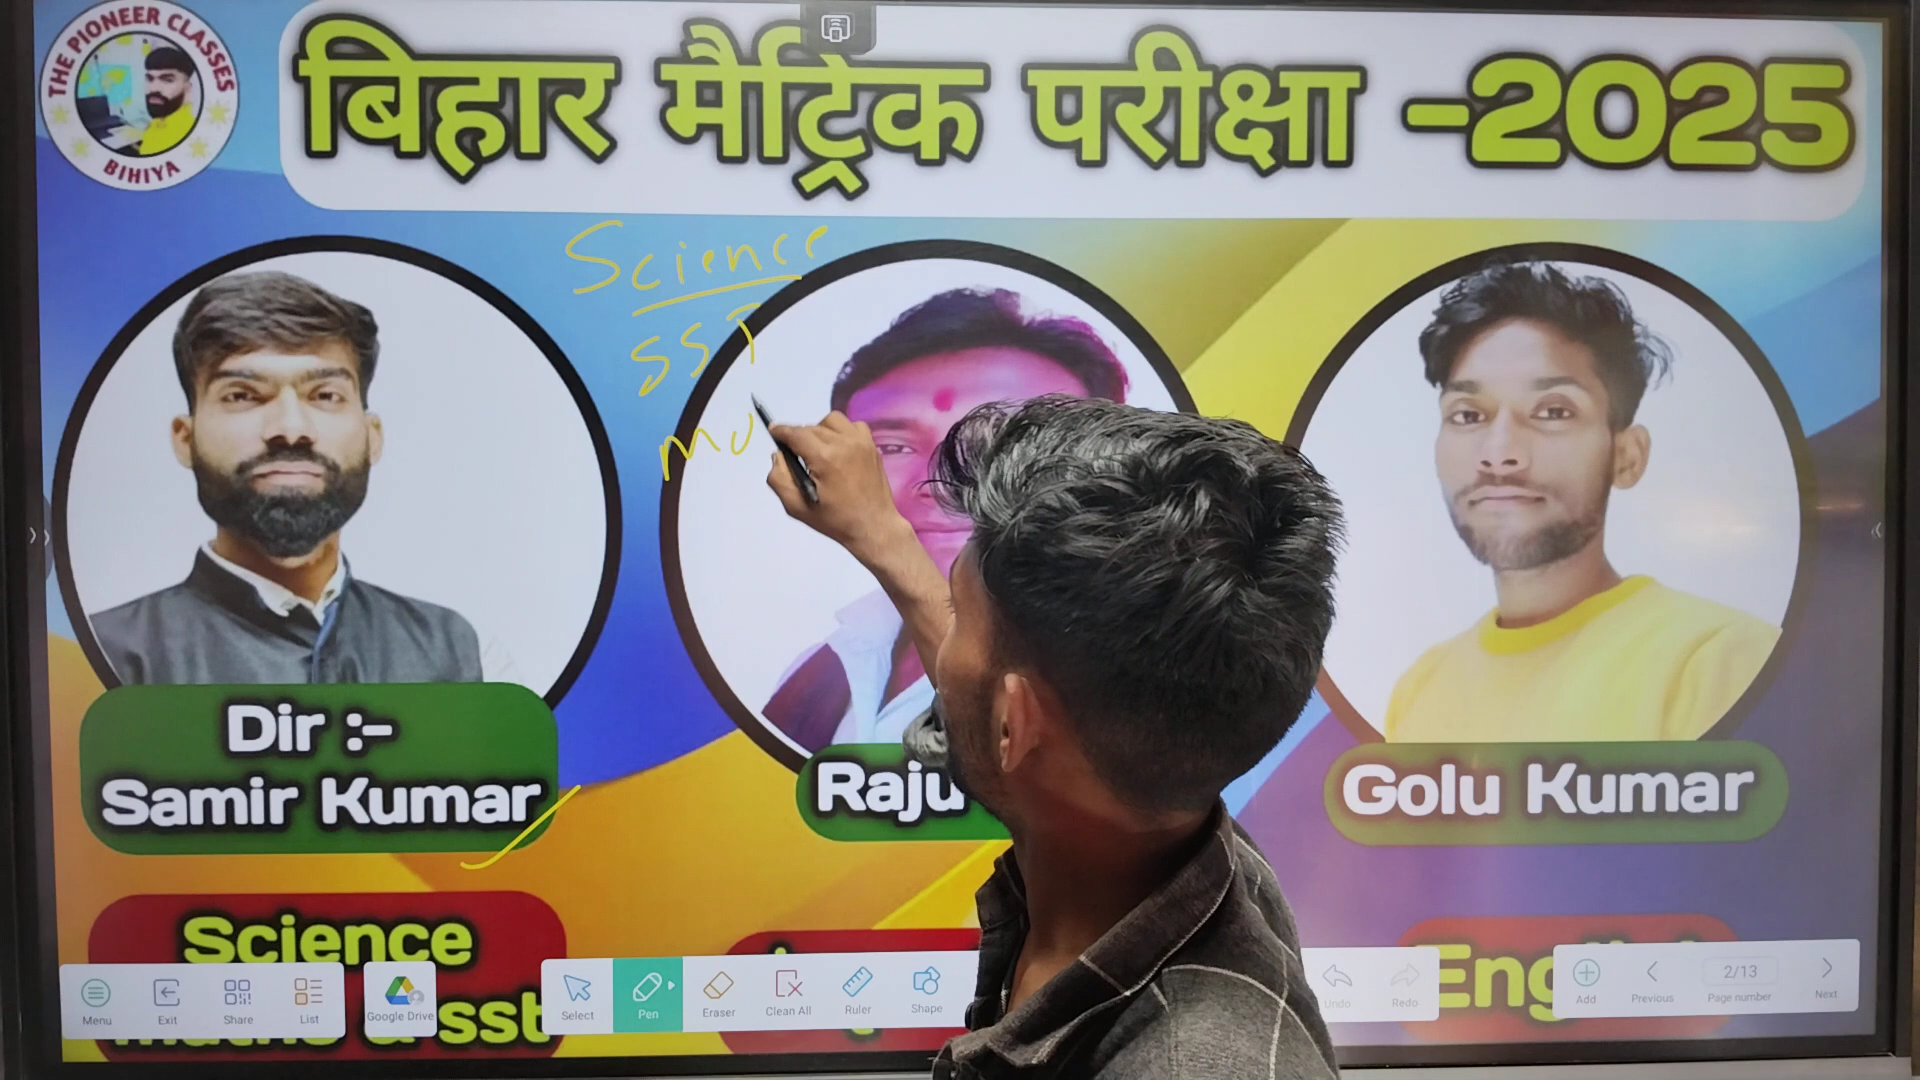 THE PIONEER CLASSES
BIHIYA
बिहार मैट्रिक परीक्षा -2025
Science
SST
Dir :-
Samir Kumar
Raju
Golu Kumar
Science
sst
Menu
Exit
Share
List
Google Drive
Select
Pen
Eraser
Clean All
Ruler
Shape
Undo
Redo
Add
Previous
2/13
Page number
Next